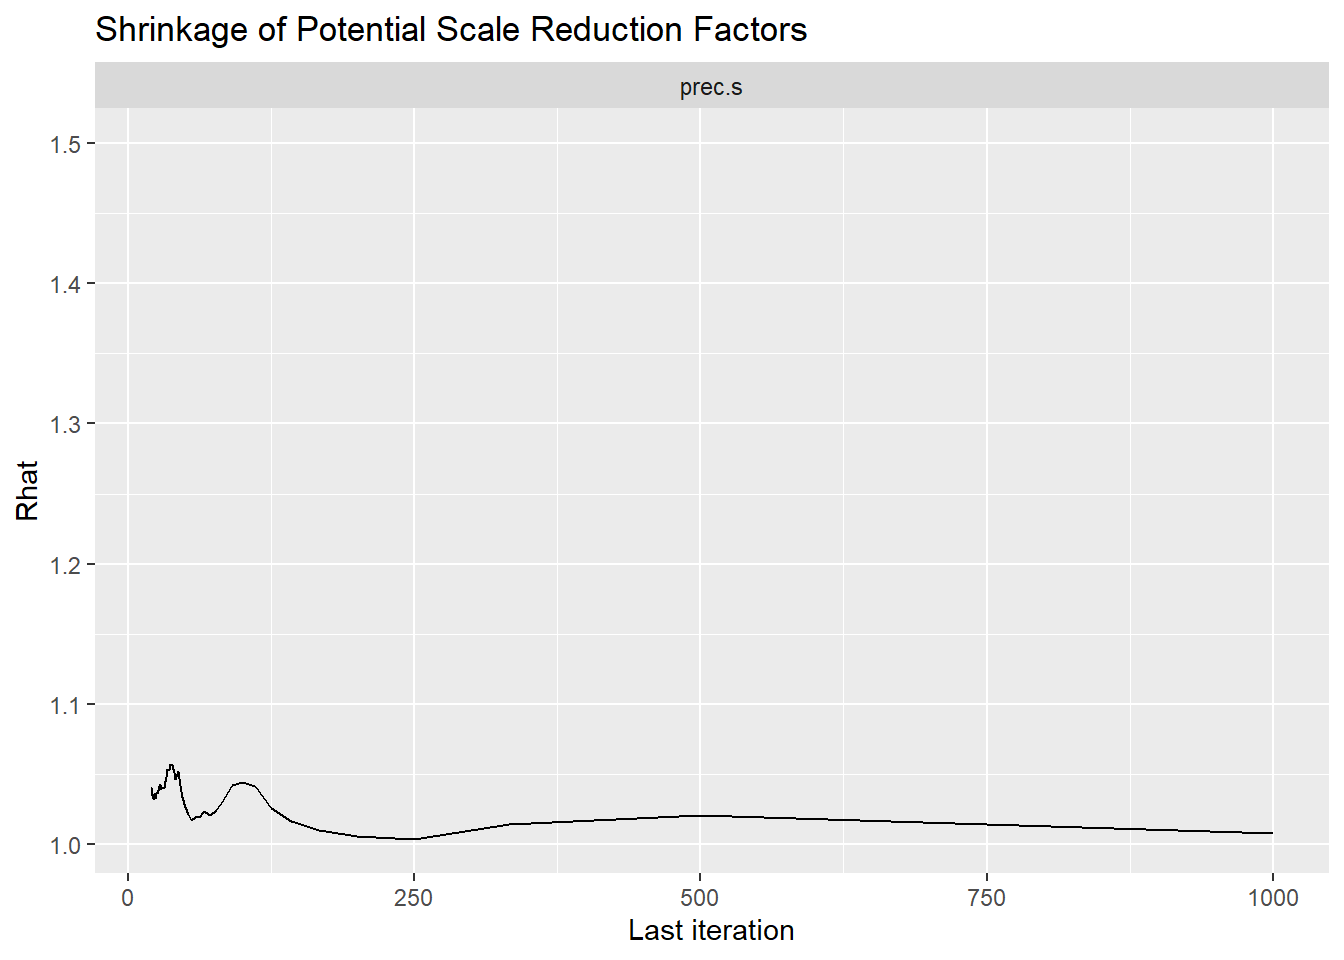 Shrinkage of Potential Scale Reduction Factors
prec.s
1.5
1.4
1.3
1.2
1.1
1.0
Rhat
0 250 500 750 1000
Last iteration